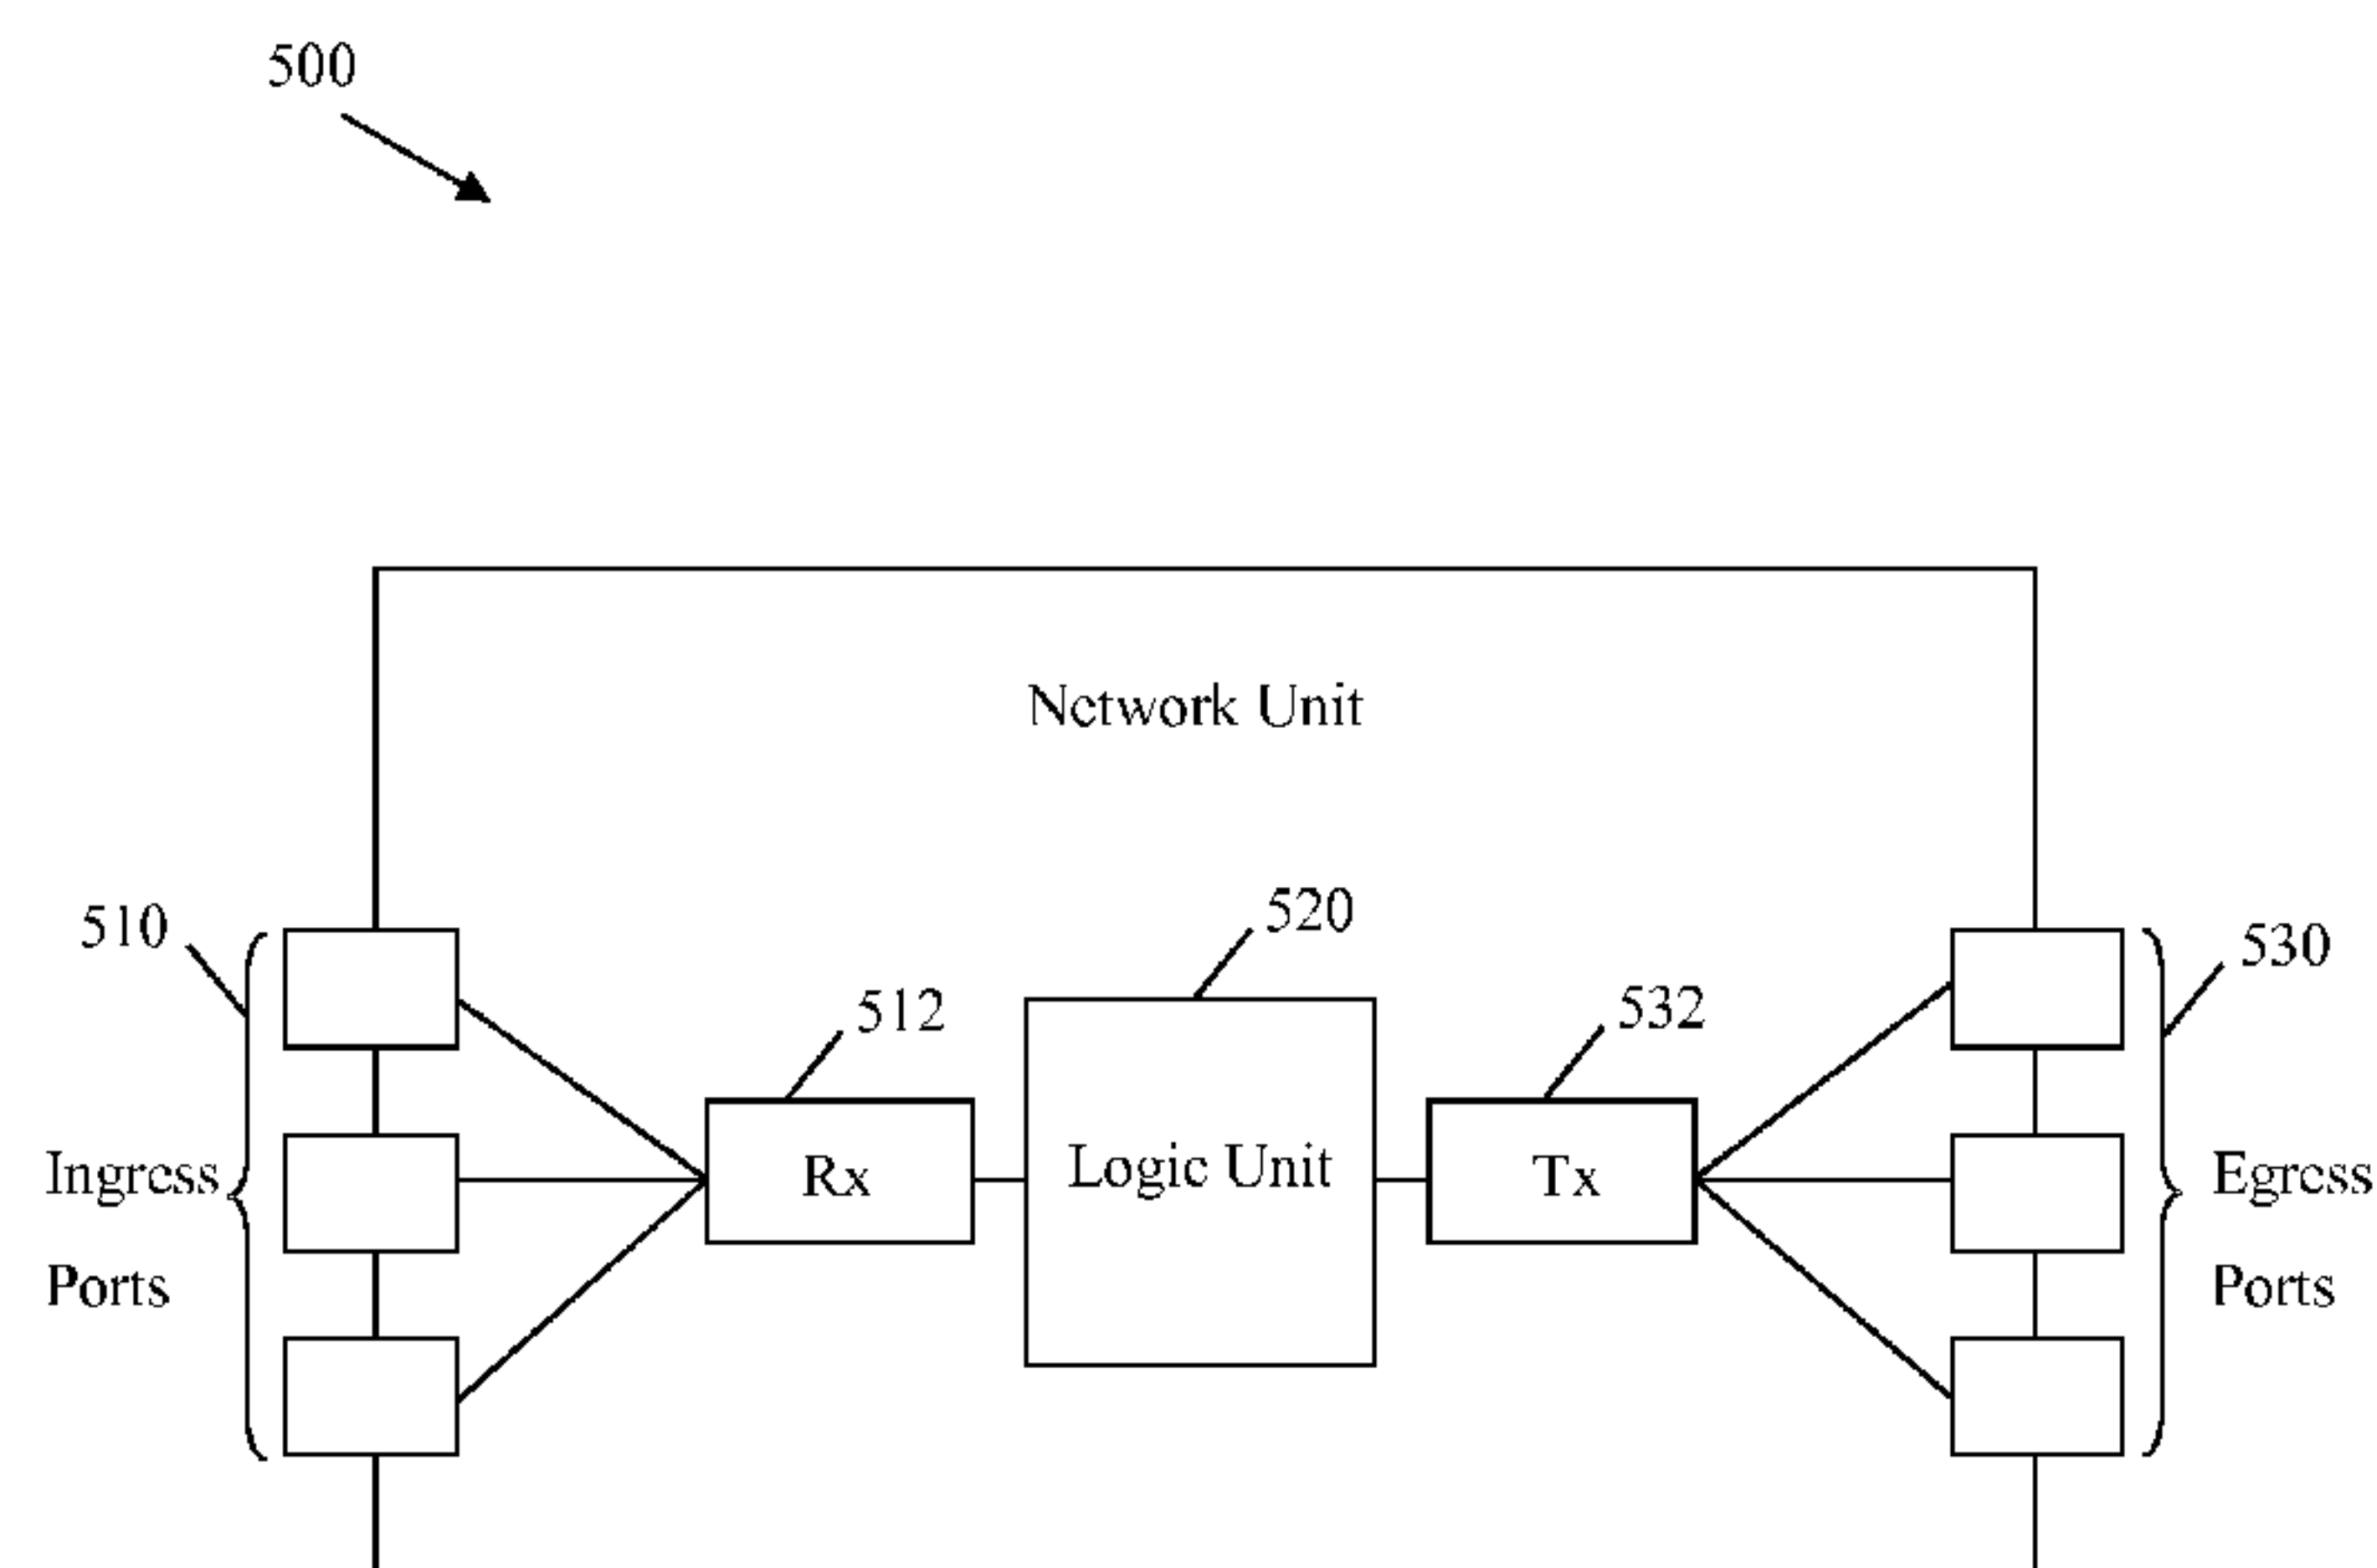 500
Network Unit
510
520
530
512
532
Ingress
Ports
Rx
Logic Unit
Tx
Egress
Ports